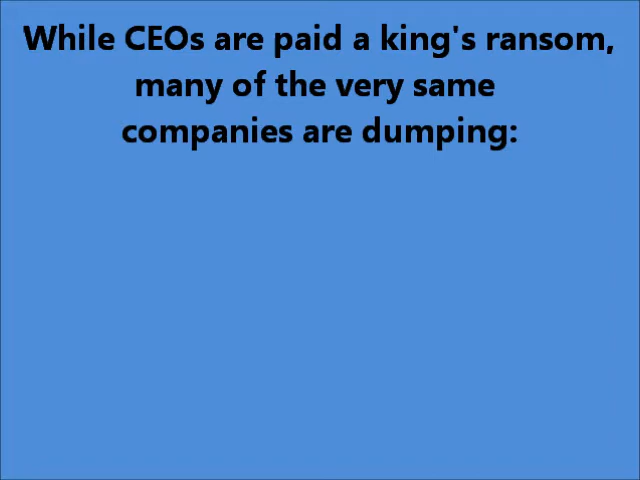 While CEOs are paid a king's ransom,
many of the very same
companies are dumping: